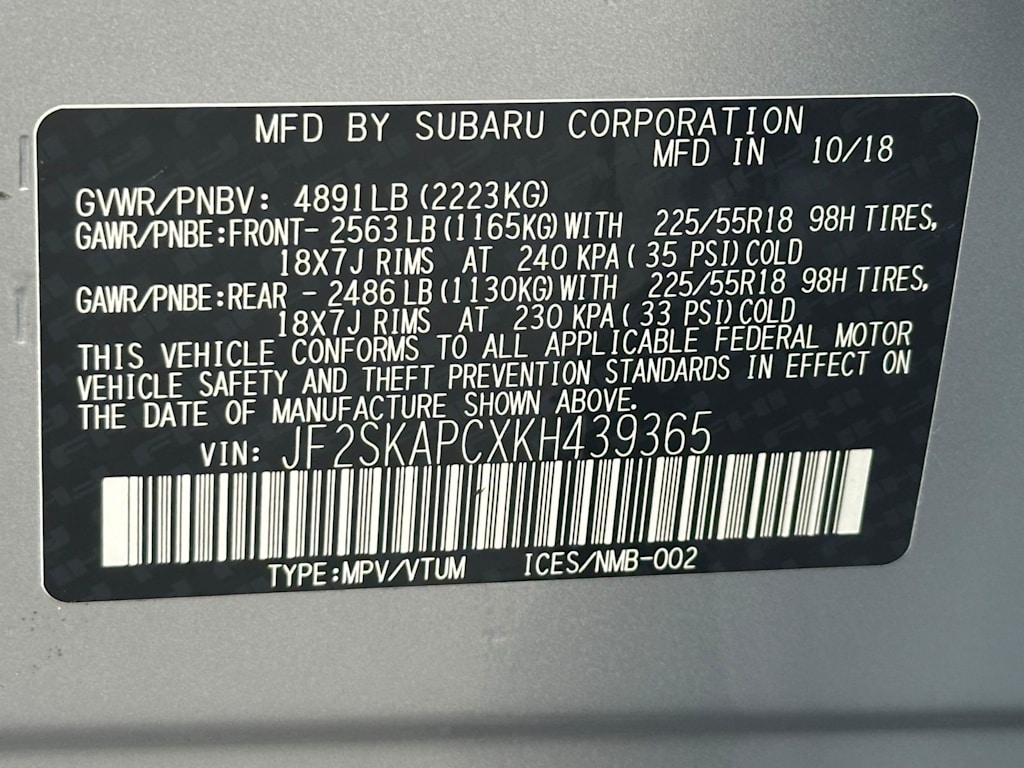 MFD BY SUBARU CORPORATION
MFD IN 10/18
GVWR/PNBV: 4891LB (2223KG)
GAWR/PNBE:FRONT- 2563 LB (1165KG) WITH 225/55R18 98H TIRES,
18X7J RIMS AT 240 KPA ( 35 PSI) COLD
GAWR/PNBE:REAR - 2486 LB (1130KG) WITH 225/55R18 98H TIRES,
18X7J RIMS AT 230 KPA ( 33 PSI) COLD
THIS VEHICLE CONFORMS TO ALL APPLICABLE FEDERAL MOTOR
VEHICLE SAFETY AND THEFT PREVENTION STANDARDS IN EFFECT ON
THE DATE OF MANUFACTURE SHOWN ABOVE.
VIN: JF2SKAPCXKH439365
TYPE:MPV/VTUM ICES/NMB-002